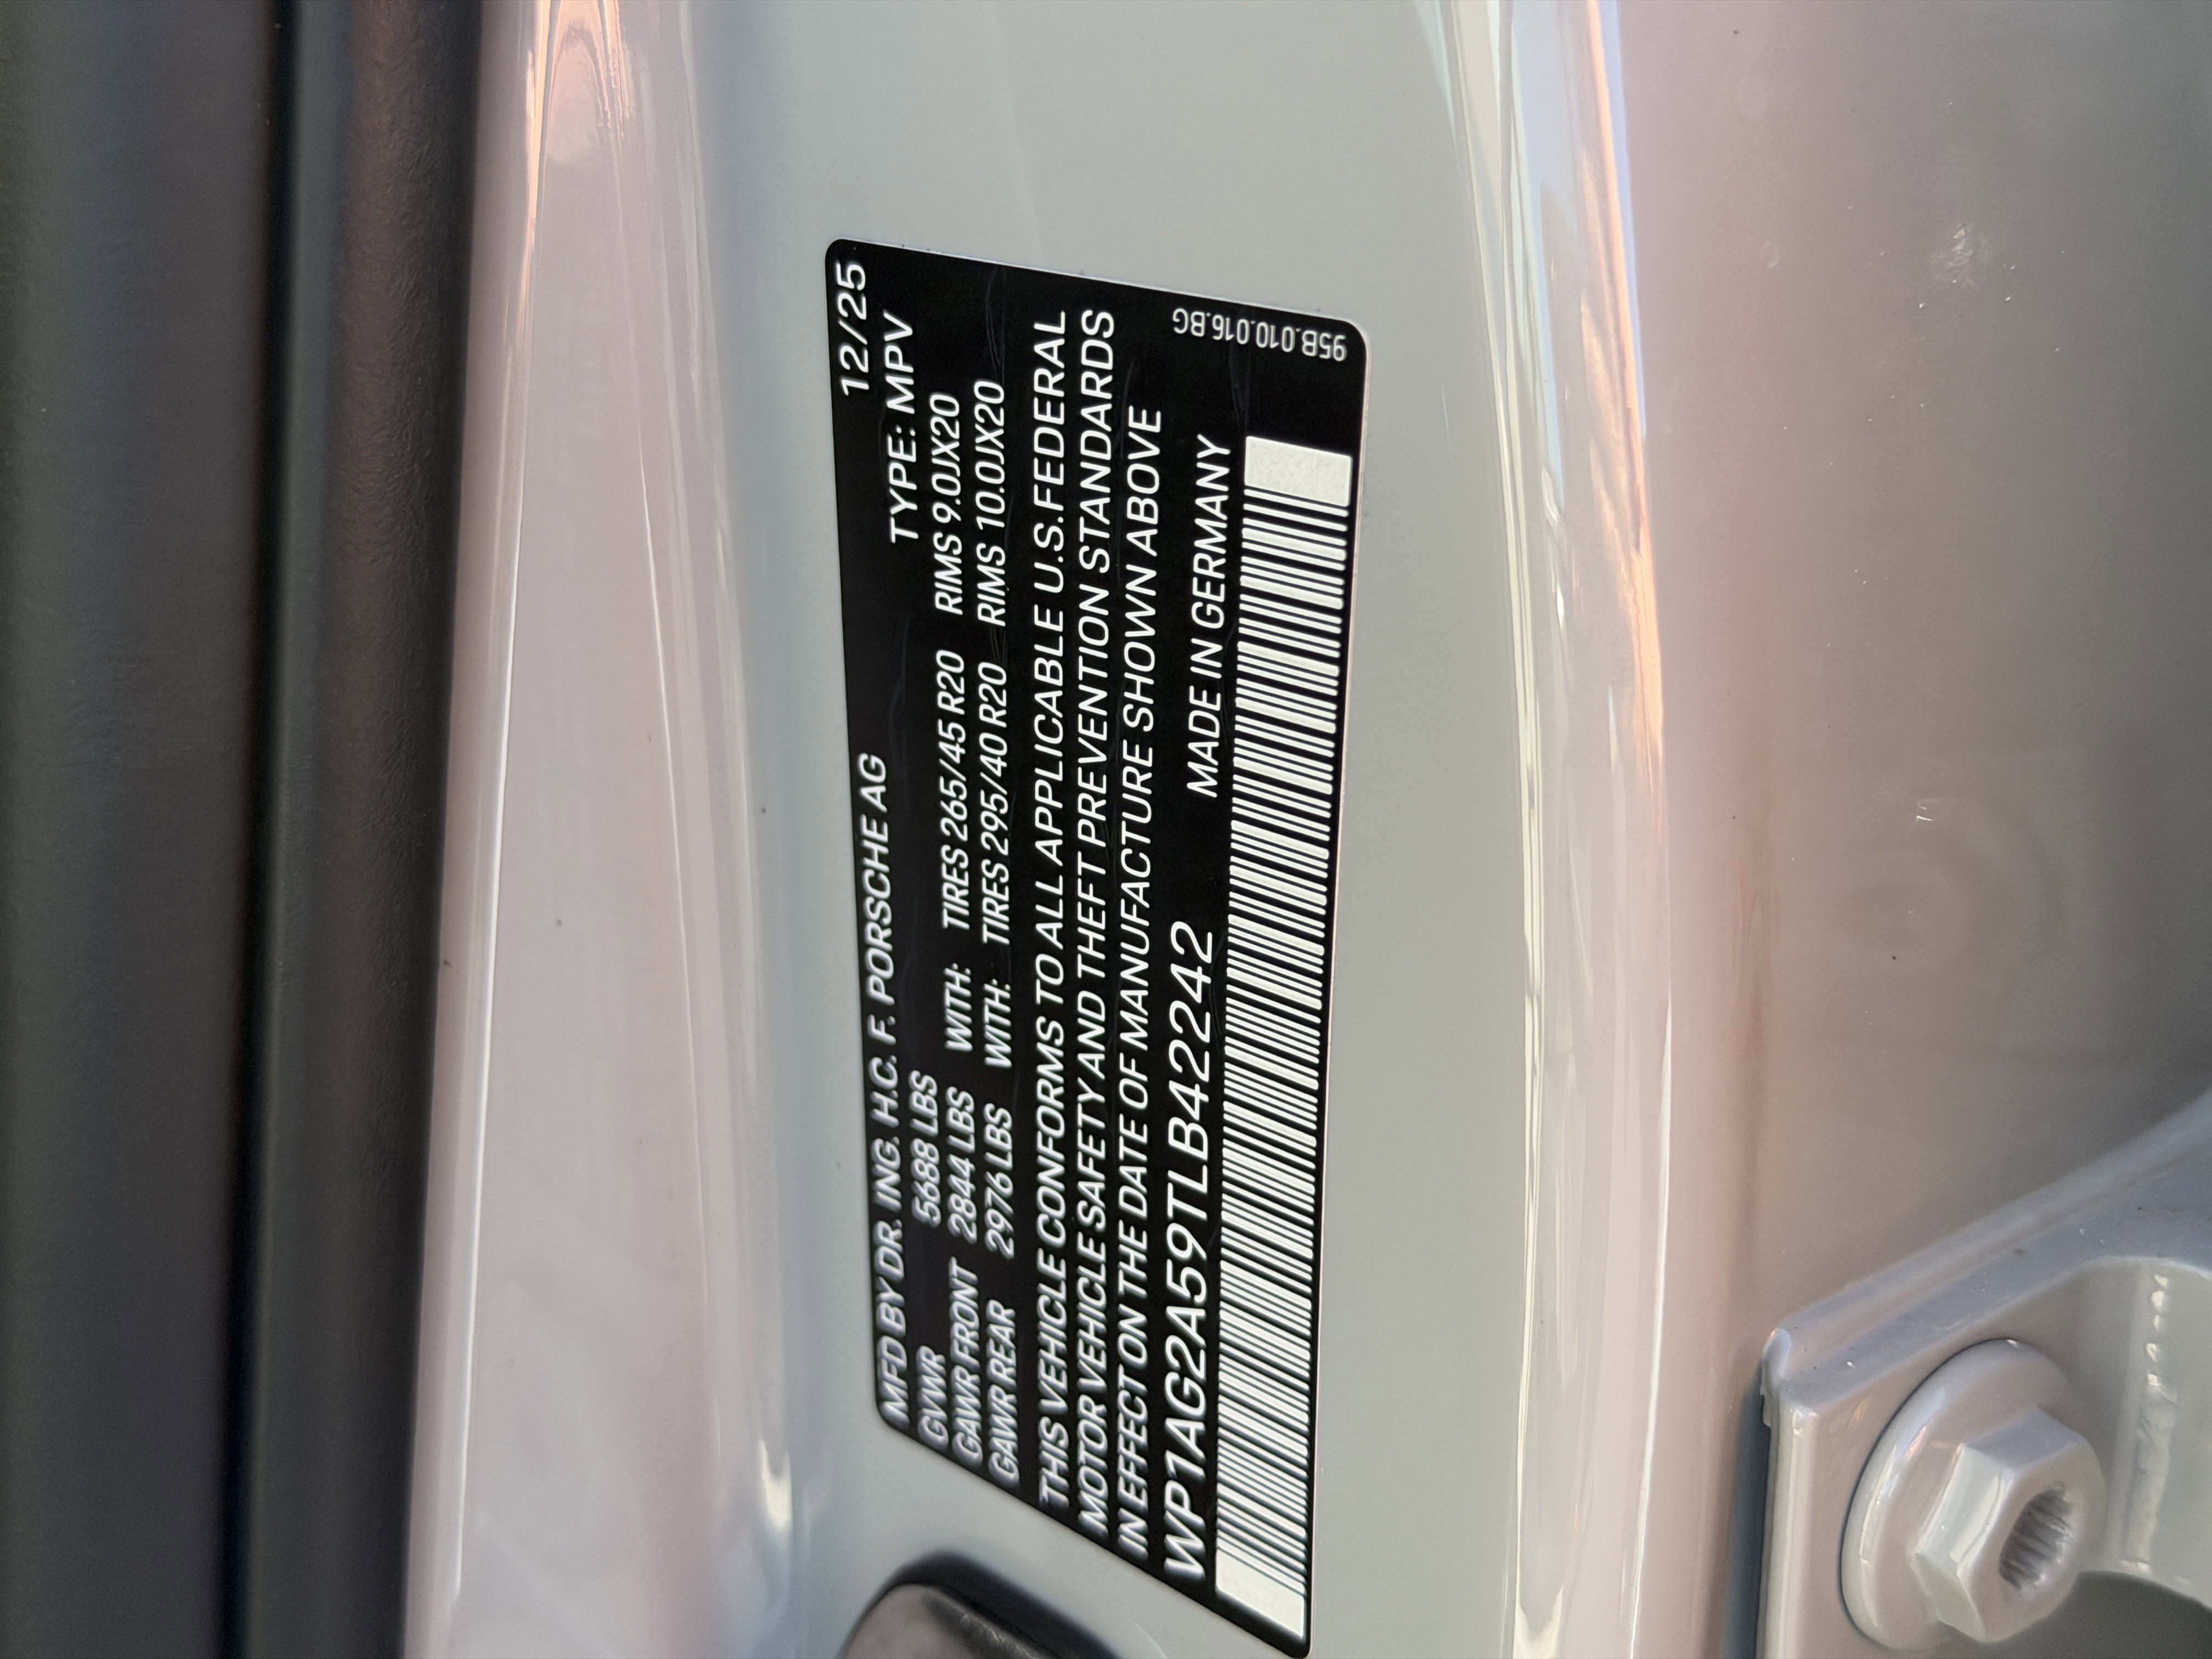 MFD BY DR. ING. H.C. F. PORSCHE AG 12/25
GVWR 5688 LBS TYPE: MPV
GAWR FRONT 2844 LBS WITH: TIRES 265/45 R20 RIMS 9.0JX20
GAWR REAR 2976 LBS WITH: TIRES 295/40 R20 RIMS 10.0JX20
THIS VEHICLE CONFORMS TO ALL APPLICABLE U.S.FEDERAL
MOTOR VEHICLE SAFETY AND THEFT PREVENTION STANDARDS
IN EFFECT ON THE DATE OF MANUFACTURE SHOWN ABOVE
WP1AG2A59TLB42242 MADE IN GERMANY
95B.010.016.BG